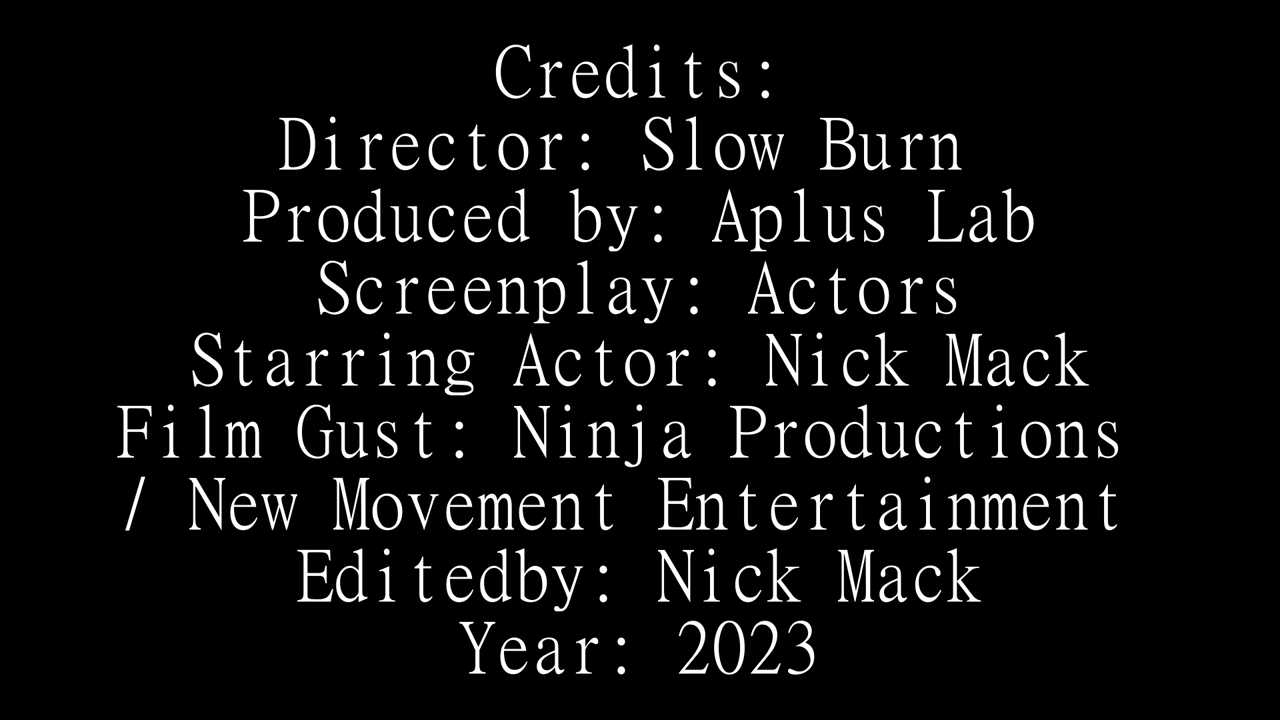 Credits:
Director: Slow Burn
Produced by: Aplus Lab
Screenplay: Actors
Starring Actor: Nick Mack
Film Gust: Ninja Productions
/ New Movement Entertainment
Editedby: Nick Mack
Year: 2023